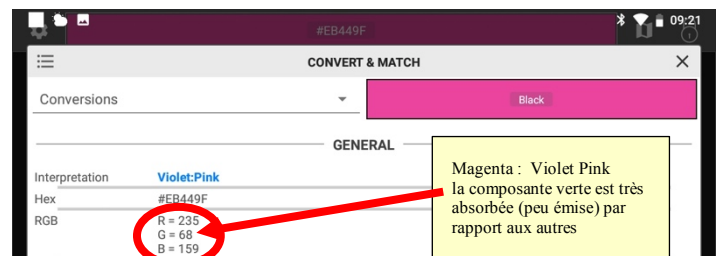 09:21
#EB449F
CONVERT & MATCH
Conversions
Black
GENERAL
Interpretation Violet:Pink
Hex #EB449F
RGB R = 235
G = 68
B = 159
Magenta : Violet Pink
la composante verte est très
absorbée (peu émise) par
rapport aux autres